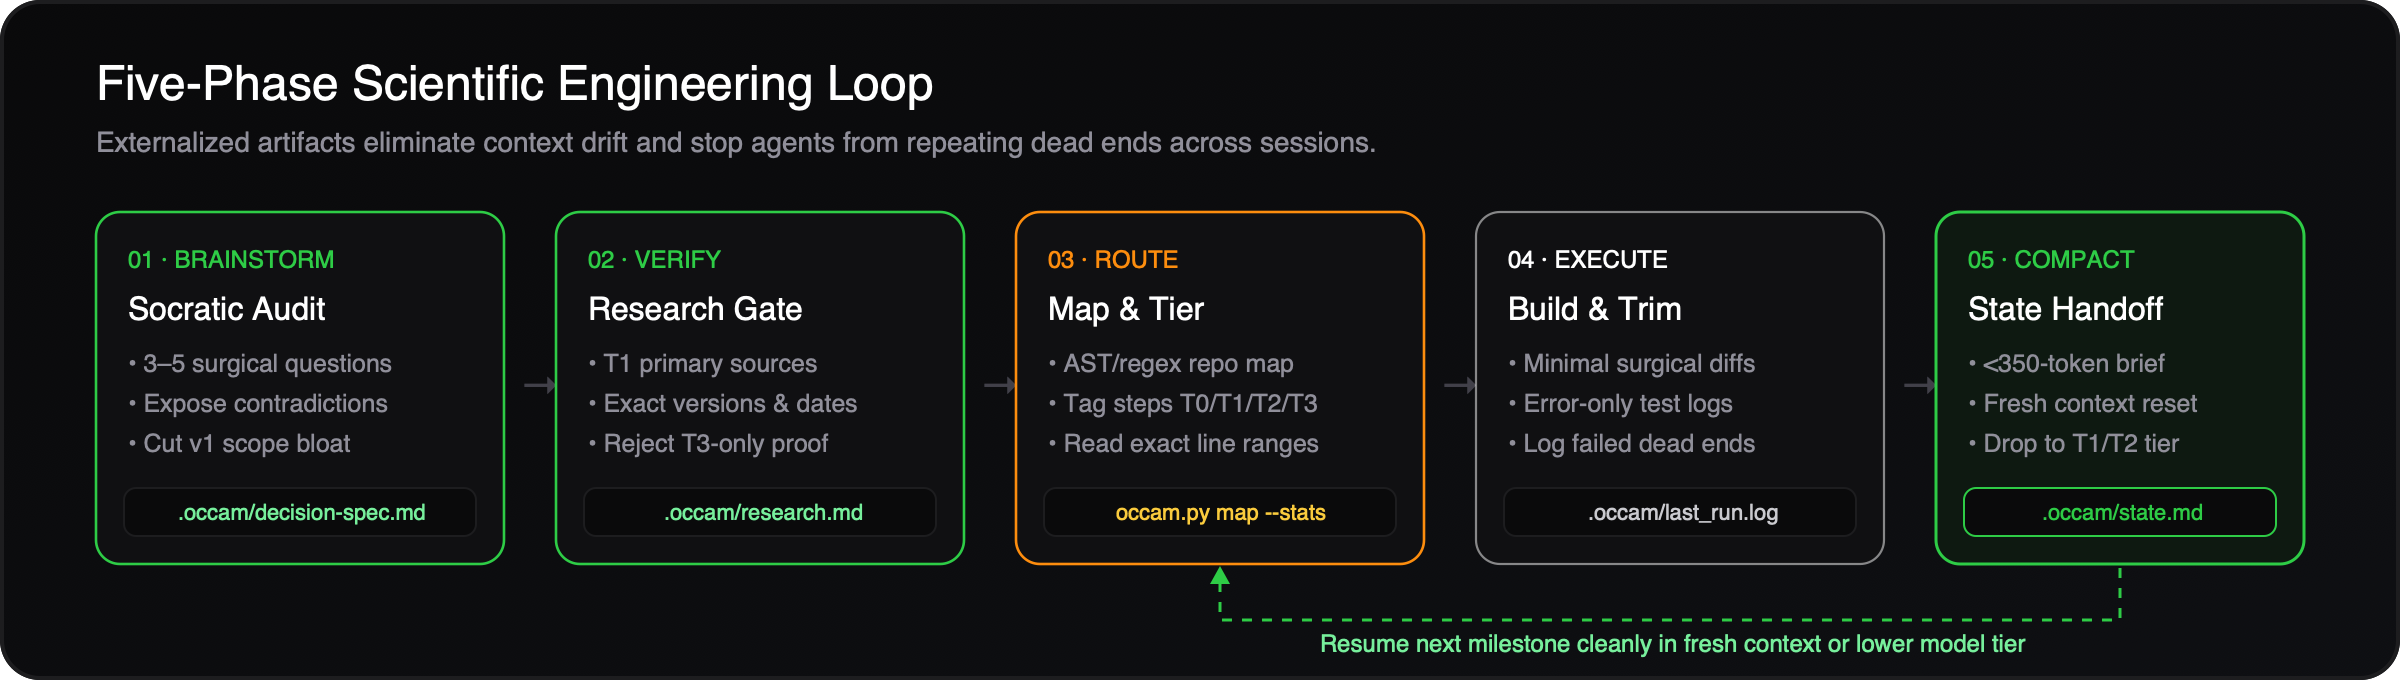 Five-Phase Scientific Engineering Loop
Externalized artifacts eliminate context drift and stop agents from repeating dead ends across sessions.
01 · BRAINSTORM
Socratic Audit
• 3–5 surgical questions
• Expose contradictions
• Cut v1 scope bloat
.occam/decision-spec.md
02 · VERIFY
Research Gate
• T1 primary sources
• Exact versions & dates
• Reject T3-only proof
.occam/research.md
03 · ROUTE
Map & Tier
• AST/regex repo map
• Tag steps T0/T1/T2/T3
• Read exact line ranges
occam.py map --stats
04 · EXECUTE
Build & Trim
• Minimal surgical diffs
• Error-only test logs
• Log failed dead ends
.occam/last_run.log
05 · COMPACT
State Handoff
• <350-token brief
• Fresh context reset
• Drop to T1/T2 tier
.occam/state.md
Resume next milestone cleanly in fresh context or lower model tier